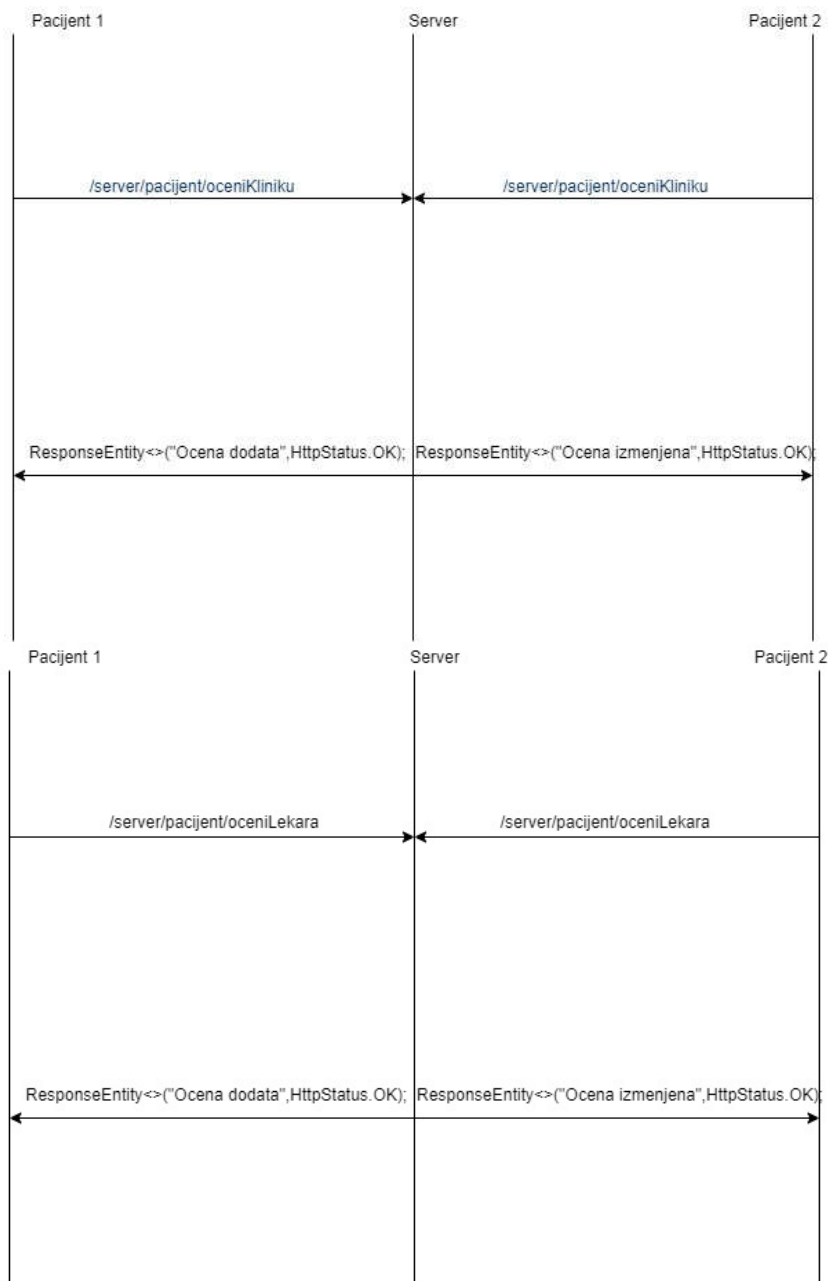 Pacijent 1 Server Pacijent 2
/server/pacijent/oceniKliniku /server/pacijent/oceniKliniku
ResponseEntity<>("Ocena dodata",HttpStatus.OK); ResponseEntity<>("Ocena izmenjena",HttpStatus.OK);
Pacijent 1 Server Pacijent 2
/server/pacijent/oceniLekara /server/pacijent/oceniLekara
ResponseEntity<>("Ocena dodata",HttpStatus.OK); ResponseEntity<>("Ocena izmenjena",HttpStatus.OK);